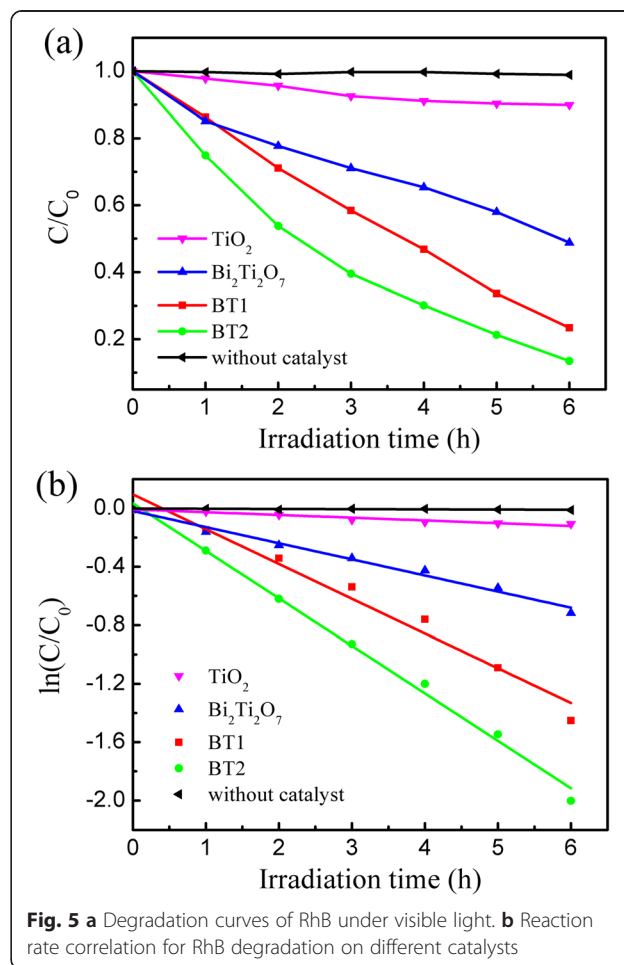 (a)
1.0
0.8
0.6
0.4
0.2
C/C₀
TiO₂
Bi₂Ti₂O₇
BT1
BT2
without catalyst
0 1 2 3 4 5 6
Irradiation time (h)
(b)
0.0
-0.4
-0.8
-1.2
-1.6
-2.0
ln(C/C₀)
TiO₂
Bi₂Ti₂O₇
BT1
BT2
without catalyst
0 1 2 3 4 5 6
Irradiation time (h)
Fig. 5 a Degradation curves of RhB under visible light. b Reaction
rate correlation for RhB degradation on different catalysts